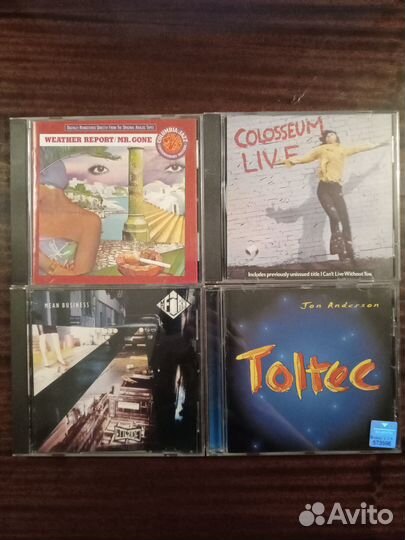 DIGITALLY REMASTERED DIRECTLY FROM THE ORIGINAL ANALOG TAPES
WEATHER REPORT/MR. GONE
COLUMBIA JAZZ
COLOSSEUM
LIVE
Includes previously unissued title I Can't Live Without You
MEAN BUSINESS
Jon Anderson
Toltec
573596
Avito